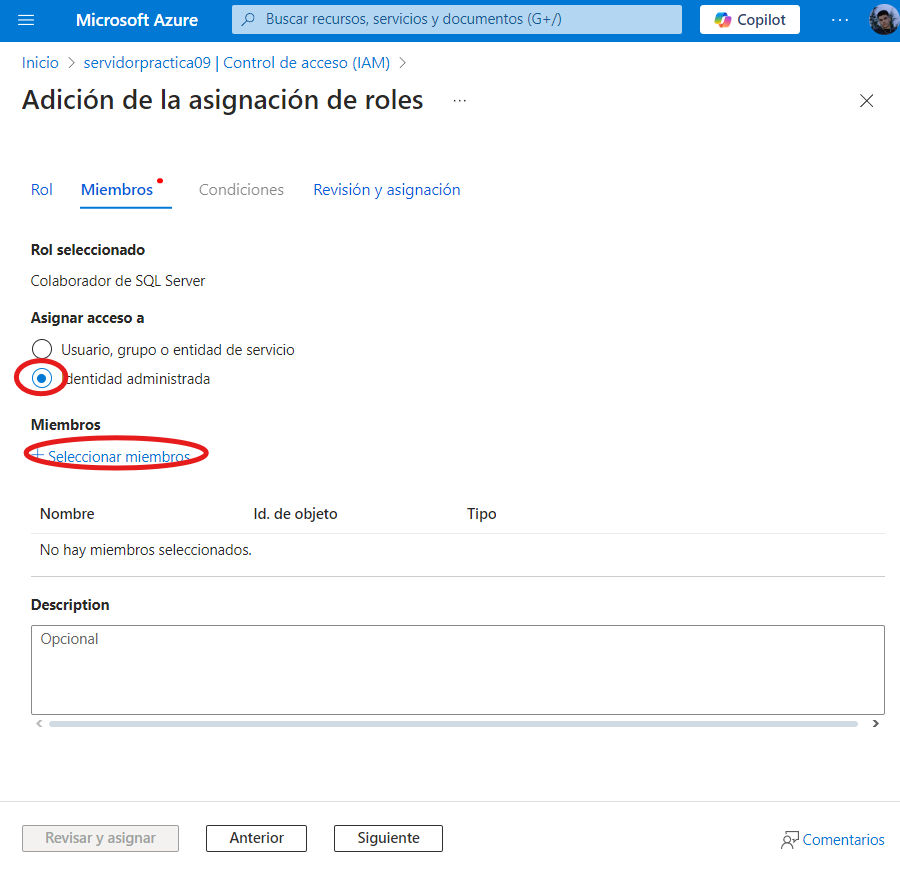 Microsoft Azure
Buscar recursos, servicios y documentos (G+/)
Copilot
...
Inicio > servidorpractica09 | Control de acceso (IAM) >
Adición de la asignación de roles ...
Rol Miembros Condiciones Revisión y asignación
Rol seleccionado
Colaborador de SQL Server
Asignar acceso a
Usuario, grupo o entidad de servicio
Identidad administrada
Miembros
+ Seleccionar miembros
Nombre Id. de objeto Tipo
No hay miembros seleccionados.
Description
Opcional
Revisar y asignar Anterior Siguiente Comentarios